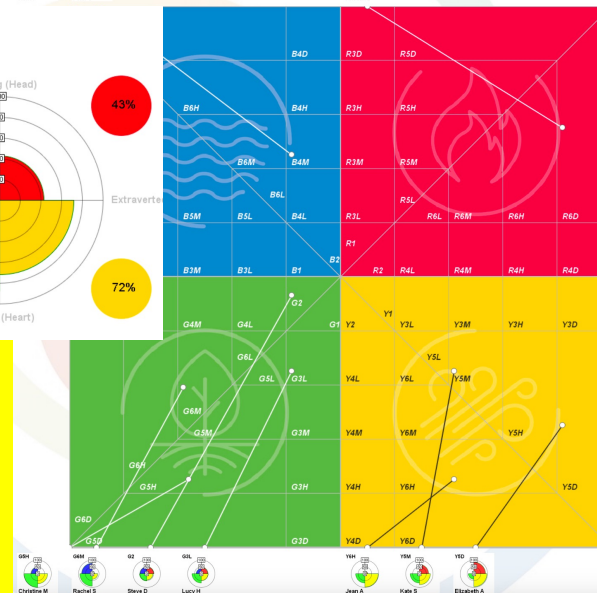 (Head)
43%
Extraverte
72%
(Heart)
B4D R3D R5D
B6H B4H R3H R5H
B6M B4M R3M R5M
B6L R5L
B5M B5L B4L R3L R6L R6M R6H R6D
R1
B2
B3M B3L B1 R2 R4L R4M R4H R4D
G2
Y1
G4M G4L G1 Y2 Y3L Y3M Y3H Y3D
G6L Y5L
G5L G3L Y4L Y6L Y5M
G6M
G5M G3M Y4M Y6M Y5H
G6H
G5H G3H Y4H Y6H Y5D
G6D
G5D G3D Y4D Y6D
G5H G6M G2 G3L Y6H Y5M Y5D
Christine M Rachel S Steve D Lucy H Jean A Kate S Elizabeth A